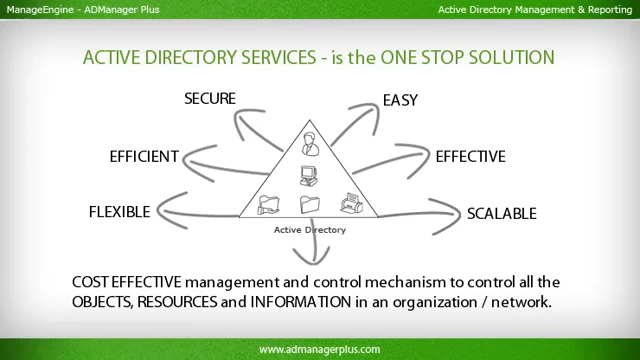 ManageEngine - ADManager Plus
Active Directory Management & Reporting
ACTIVE DIRECTORY SERVICES - is the ONE STOP SOLUTION
SECURE
EASY
EFFICIENT
EFFECTIVE
FLEXIBLE
SCALABLE
Active Directory
COST EFFECTIVE management and control mechanism to control all the
OBJECTS, RESOURCES and INFORMATION in an organization / network.
www.admanagerplus.com